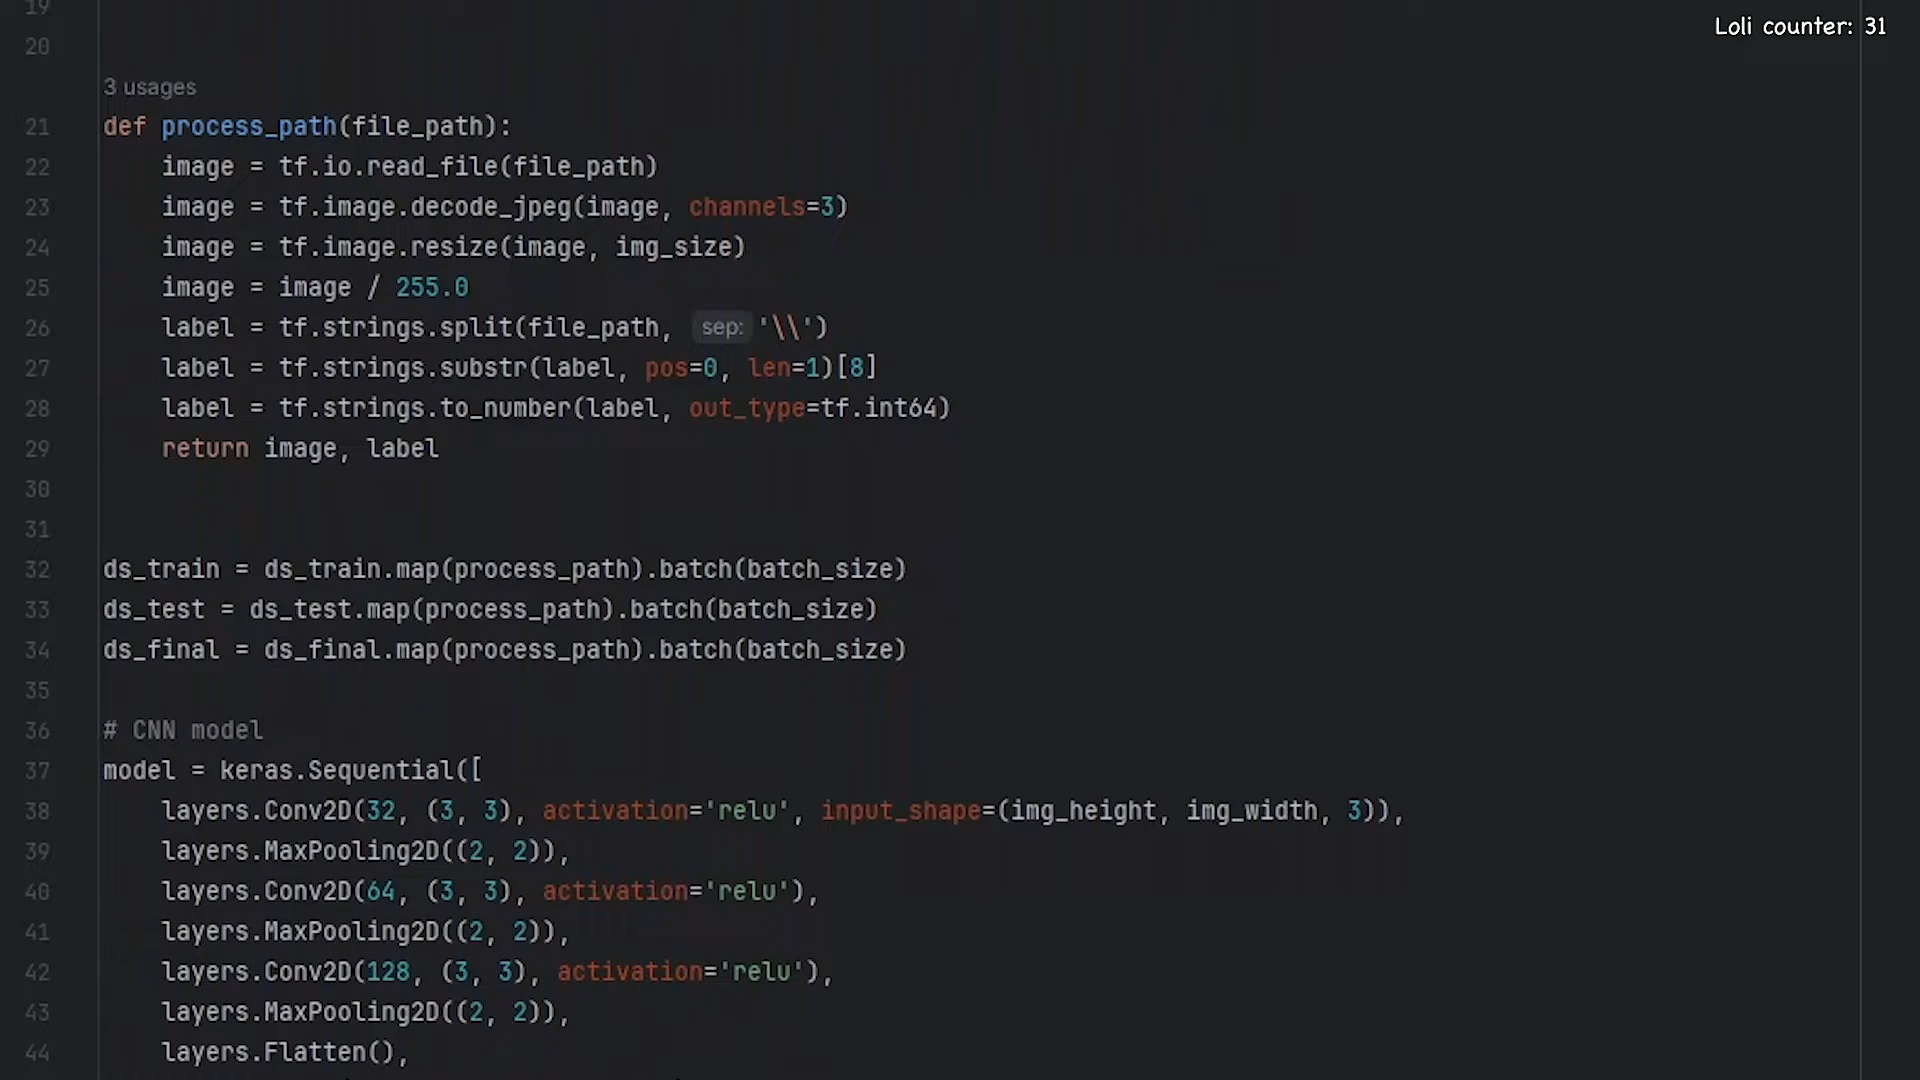 Loli counter: 31
19
20
3 usages
21 def process_path(file_path):
22 image = tf.io.read_file(file_path)
23 image = tf.image.decode_jpeg(image, channels=3)
24 image = tf.image.resize(image, img_size)
25 image = image / 255.0
26 label = tf.strings.split(file_path, sep: '\\')
27 label = tf.strings.substr(label, pos=0, len=1)[8]
28 label = tf.strings.to_number(label, out_type=tf.int64)
29 return image, label
30
31
32 ds_train = ds_train.map(process_path).batch(batch_size)
33 ds_test = ds_test.map(process_path).batch(batch_size)
34 ds_final = ds_final.map(process_path).batch(batch_size)
35
36 # CNN model
37 model = keras.Sequential([
38 layers.Conv2D(32, (3, 3), activation='relu', input_shape=(img_height, img_width, 3)),
39 layers.MaxPooling2D((2, 2)),
40 layers.Conv2D(64, (3, 3), activation='relu'),
41 layers.MaxPooling2D((2, 2)),
42 layers.Conv2D(128, (3, 3), activation='relu'),
43 layers.MaxPooling2D((2, 2)),
44 layers.Flatten(),